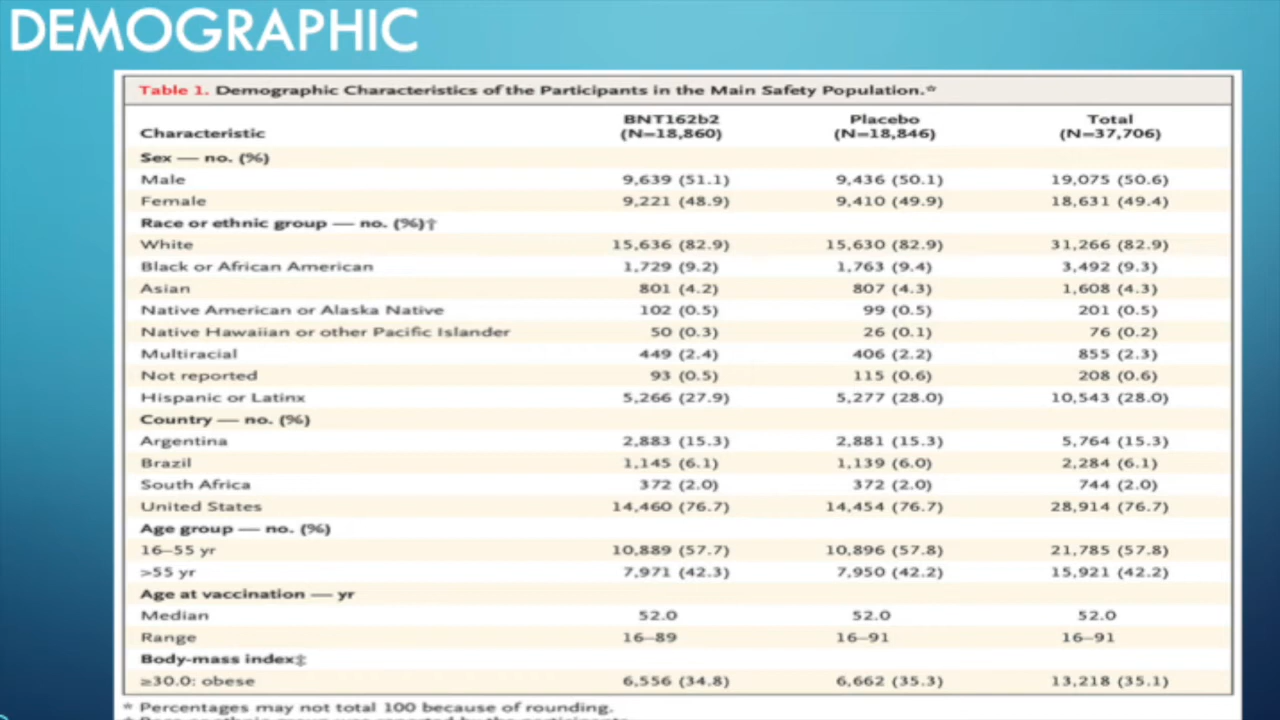 DEMOGRAPHIC
Table 1. Demographic Characteristics of the Participants in the Main Safety Population.*
Characteristic BNT162b2 (N=18,860) Placebo (N=18,846) Total (N=37,706)
Sex — no. (%)
Male 9,639 (51.1) 9,436 (50.1) 19,075 (50.6)
Female 9,221 (48.9) 9,410 (49.9) 18,631 (49.4)
Race or ethnic group — no. (%)†
White 15,636 (82.9) 15,630 (82.9) 31,266 (82.9)
Black or African American 1,729 (9.2) 1,763 (9.4) 3,492 (9.3)
Asian 801 (4.2) 807 (4.3) 1,608 (4.3)
Native American or Alaska Native 102 (0.5) 99 (0.5) 201 (0.5)
Native Hawaiian or other Pacific Islander 50 (0.3) 26 (0.1) 76 (0.2)
Multiracial 449 (2.4) 406 (2.2) 855 (2.3)
Not reported 93 (0.5) 115 (0.6) 208 (0.6)
Hispanic or Latinx 5,266 (27.9) 5,277 (28.0) 10,543 (28.0)
Country — no. (%)
Argentina 2,883 (15.3) 2,881 (15.3) 5,764 (15.3)
Brazil 1,145 (6.1) 1,139 (6.0) 2,284 (6.1)
South Africa 372 (2.0) 372 (2.0) 744 (2.0)
United States 14,460 (76.7) 14,454 (76.7) 28,914 (76.7)
Age group — no. (%)
16–55 yr 10,889 (57.7) 10,896 (57.8) 21,785 (57.8)
>55 yr 7,971 (42.3) 7,950 (42.2) 15,921 (42.2)
Age at vaccination — yr
Median 52.0 52.0 52.0
Range 16–89 16–91 16–91
Body-mass index‡
≥30.0: obese 6,556 (34.8) 6,662 (35.3) 13,218 (35.1)
* Percentages may not total 100 because of rounding.